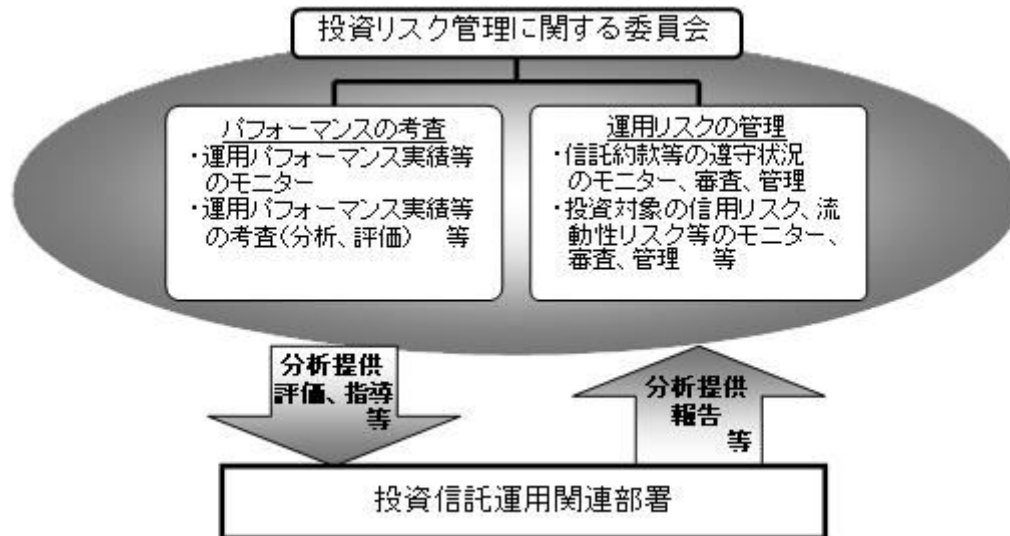 投資リスク管理に関する委員会
パフォーマンスの考査
・運用パフォーマンス実績等
のモニター
・運用パフォーマンス実績等
の考査(分析、評価) 等
運用リスクの管理
・信託約款等の遵守状況
のモニター、審査、管理
・投資対象の信用リスク、流
動性リスク等のモニター、
審査、管理 等
分析提供
評価、指導
等
分析提供
報告
等
投資信託運用関連部署